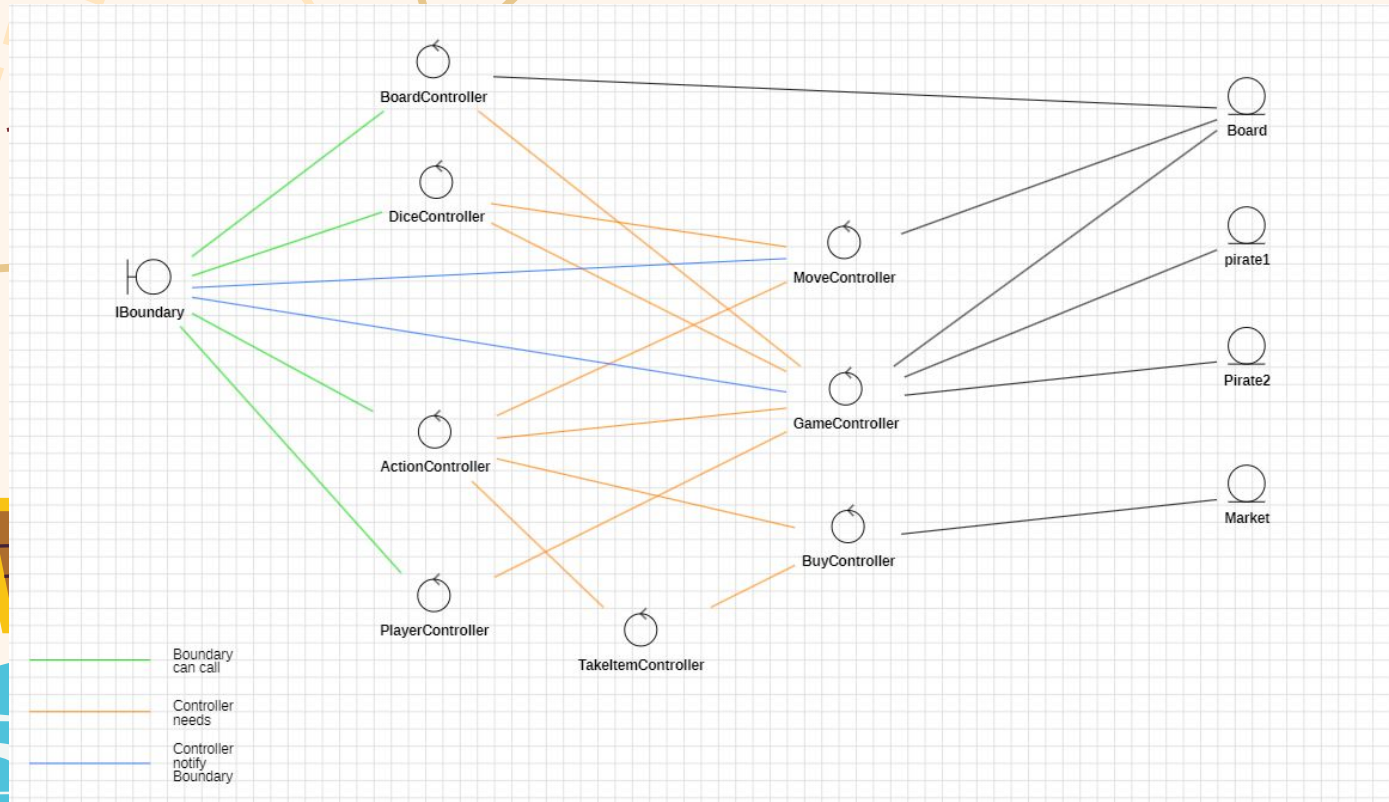 BoardController
Board
DiceController
pirate1
MoveController
IBoundary
Pirate2
GameController
ActionController
Market
BuyController
PlayerController
TakeItemController
Boundary
can call
Controller
needs
Controller
notify
Boundary